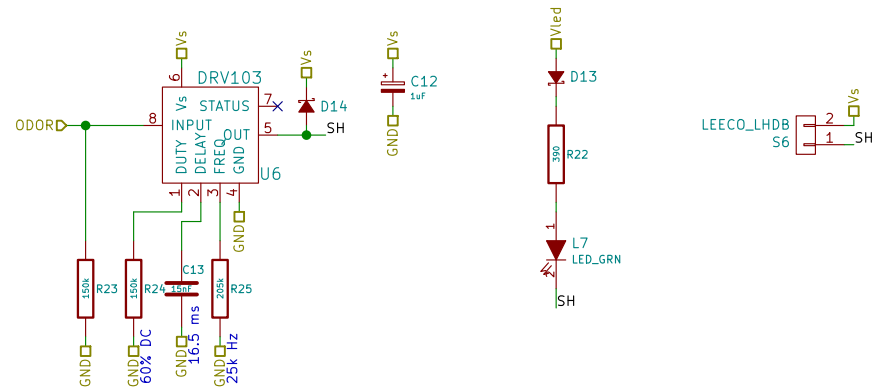 Vs
DRV103
6
Vs
STATUS
7
ODOR
8
INPUT
OUT
5
SH
DUTY
DELAY
FREQ
GND
U6
1
2
3
4
GND
Vs
D14
R23
150k
GND
R24
150k
GND
60% DC
C13
15nF
GND
16.5 ms
R25
205k
GND
25k Hz
Vs
+
C12
1uF
GND
Vled
D13
390
R22
1
L7
LED_GRN
2
SH
LEECO_LHDB
S6
2
1
Vs
SH